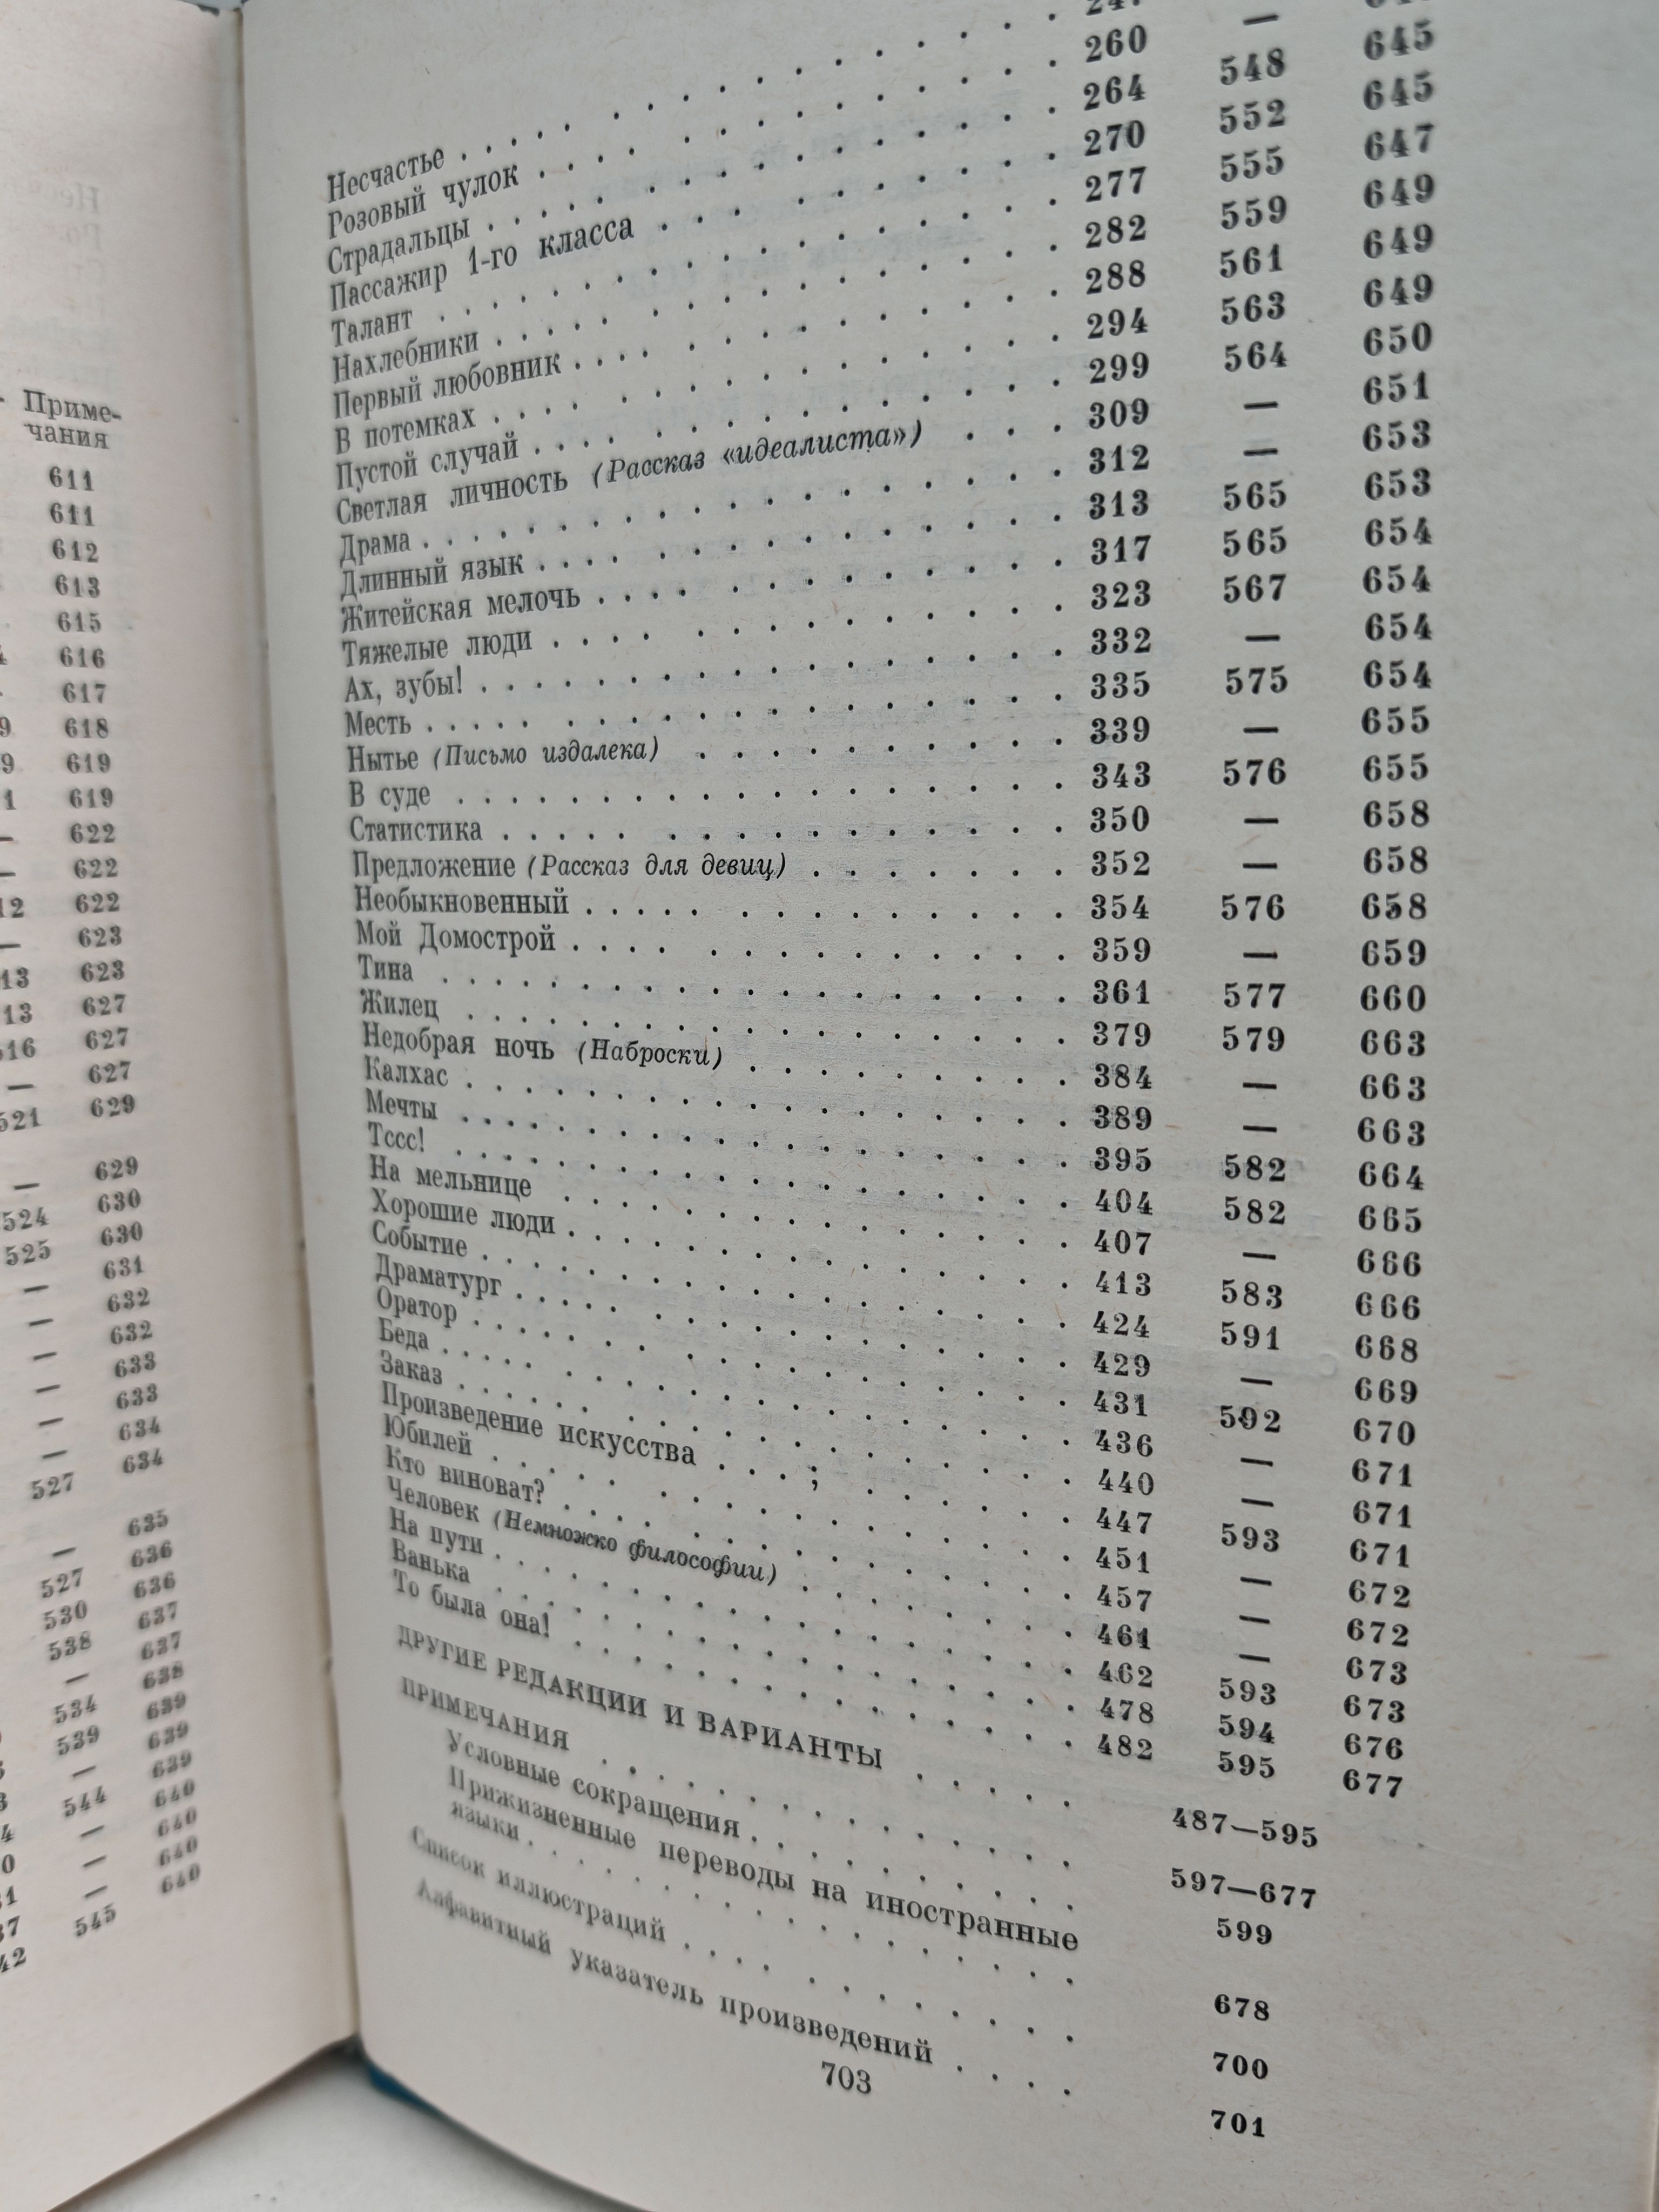 Приме-
чания
611
611
612
613
615
616
617
618
619
619
— 622
— 622
622
— 623
623
627
627
— 627
521 629
— 629
524 630
525 630
— 631
— 632
— 632
— 633
— 633
— 634
527 634
— 635
527 636
530 636
538 637
— 637
534 638
539 639
— 639
544 639
— 640
— 640
— 640
545 640
Несчастье . . . . . . . . . . . . . .
Розовый чулок . . . . . . . . . . . . 260 —
Страдальцы . . . . . . . . . . . . . 264 548 645
Пассажир 1-го класса . . . . . . . . . 270 552 645
Талант . . . . . . . . . . . . . . . 277 555 647
Нахлебники . . . . . . . . . . . . . 282 559 649
Первый любовник . . . . . . . . . . . 288 561 649
В потемках . . . . . . . . . . . . . 294 563 649
Пустой случай . . . . . . . . . . . . 299 564 650
Светлая личность (Рассказ «идеалиста») . . . 309 — 651
Драма . . . . . . . . . . . . . . . 312 — 653
Длинный язык . . . . . . . . . . . . 313 565 653
Житейская мелочь . . . . . . . . . . . 317 565 654
Тяжелые люди . . . . . . . . . . . . 323 567 654
Ах, зубы! . . . . . . . . . . . . . . 332 — 654
Месть . . . . . . . . . . . . . . . 335 575 654
Нытье (Письмо издалека) . . . . . . . . 339 — 655
В суде . . . . . . . . . . . . . . . 343 576 655
Статистика . . . . . . . . . . . . . 350 — 658
Предложение (Рассказ для девиц) . . . . . . . 352 — 658
Необыкновенный . . . . . . . . . . . 354 576 658
Мой Домострой . . . . . . . . . . . . 359 — 659
Тина . . . . . . . . . . . . . . . . 361 577 660
Жилец . . . . . . . . . . . . . . . 379 579 663
Недобрая ночь (Наброски) . . . . . . . . . 384 — 663
Калхас . . . . . . . . . . . . . . . 389 — 663
Мечты . . . . . . . . . . . . . . . 395 582 664
Тссс! . . . . . . . . . . . . . . . 404 582 665
На мельнице . . . . . . . . . . . . . 407 — 666
Хорошие люди . . . . . . . . . . . . . 413 583 666
Событие . . . . . . . . . . . . . . . 424 591 668
Драматург . . . . . . . . . . . . . . 429 — 669
Оратор . . . . . . . . . . . . . . . 431 592 670
Беда . . . . . . . . . . . . . . . . 436 — 671
Заказ . . . . . . . . . . . . . . . 440 — 671
Произведение искусства . . . ; . . . . . 447 593 671
Юбилей . . . . . . . . . . . . . . . 451 — 672
Кто виноват? . . . . . . . . . . . . 457 — 672
Человек (Немножко философии) . . . . . . . 461 — 673
На пути . . . . . . . . . . . . . . 462 593 673
Ванька . . . . . . . . . . . . . . . 478 594 676
То была она! . . . . . . . . . . . . 482 595 677
ДРУГИЕ РЕДАКЦИИ И ВАРИАНТЫ . . . . . 487—595
ПРИМЕЧАНИЯ . . . . . . . . . . . . 597—677
Условные сокращения . . . . . . . . . 599
Прижизненные переводы на иностранные
языки . . . . . . . . . . . . . . 678
Список иллюстраций . . . . . . . . . . 700
Алфавитный указатель произведений . . . . 701
703